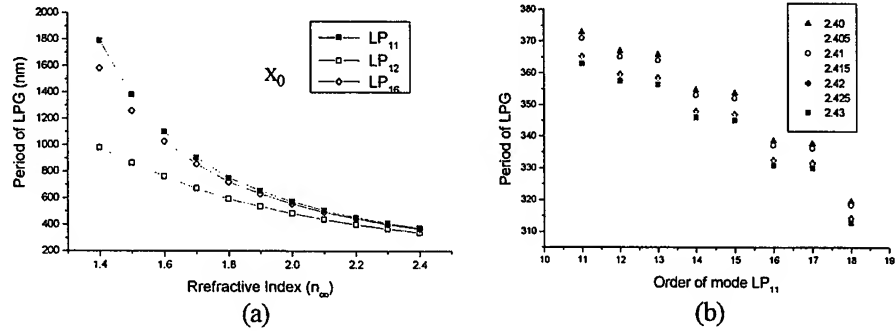 2000
1800
1600
1400
1200
1000
800
600
400
200
Period of LPG (nm)
X0
LP11
LP12
LP16
1.4 1.6 1.8 2.0 2.2 2.4
Rrefractive Index (n∞)
(a)
380
370
360
350
340
330
320
310
Period of LPG
2.40
2.405
2.41
2.415
2.42
2.425
2.43
10 11 12 13 14 15 16 17 18 19
Order of mode LP11
(b)